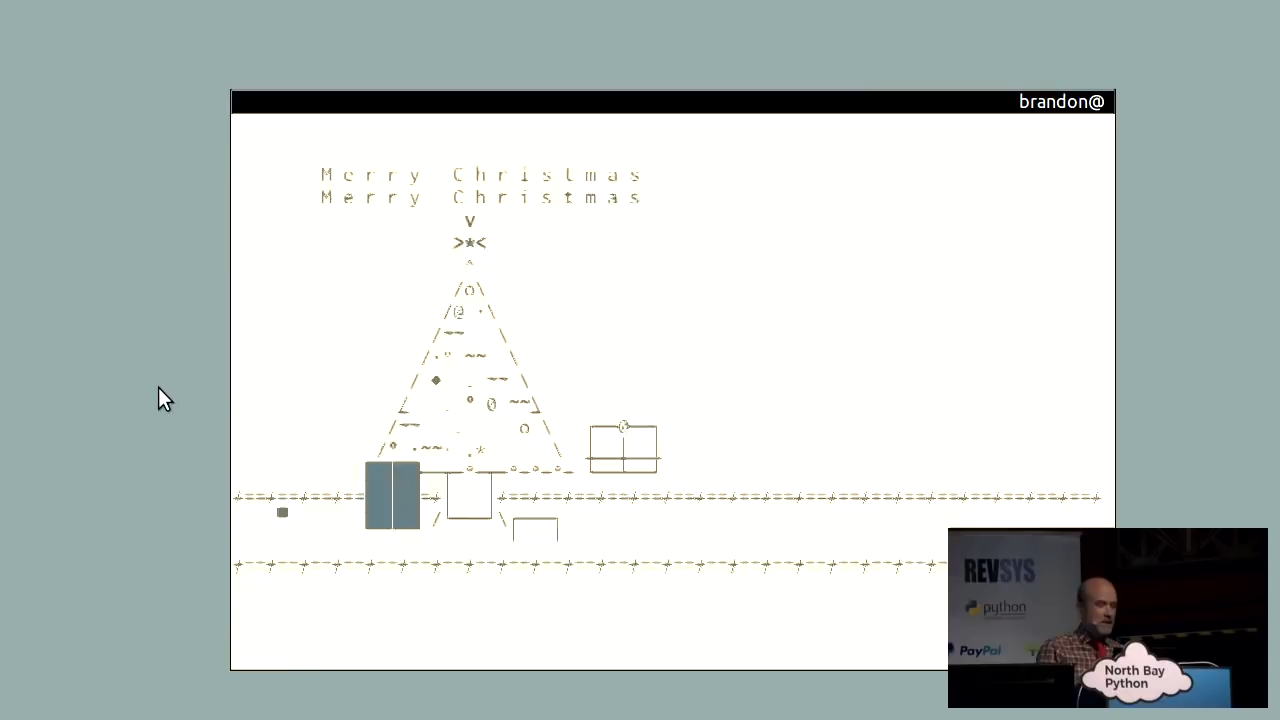 brandon@
Merry Christmas
Merry Christmas
REVSYS
python
PayPal
North Bay
Python